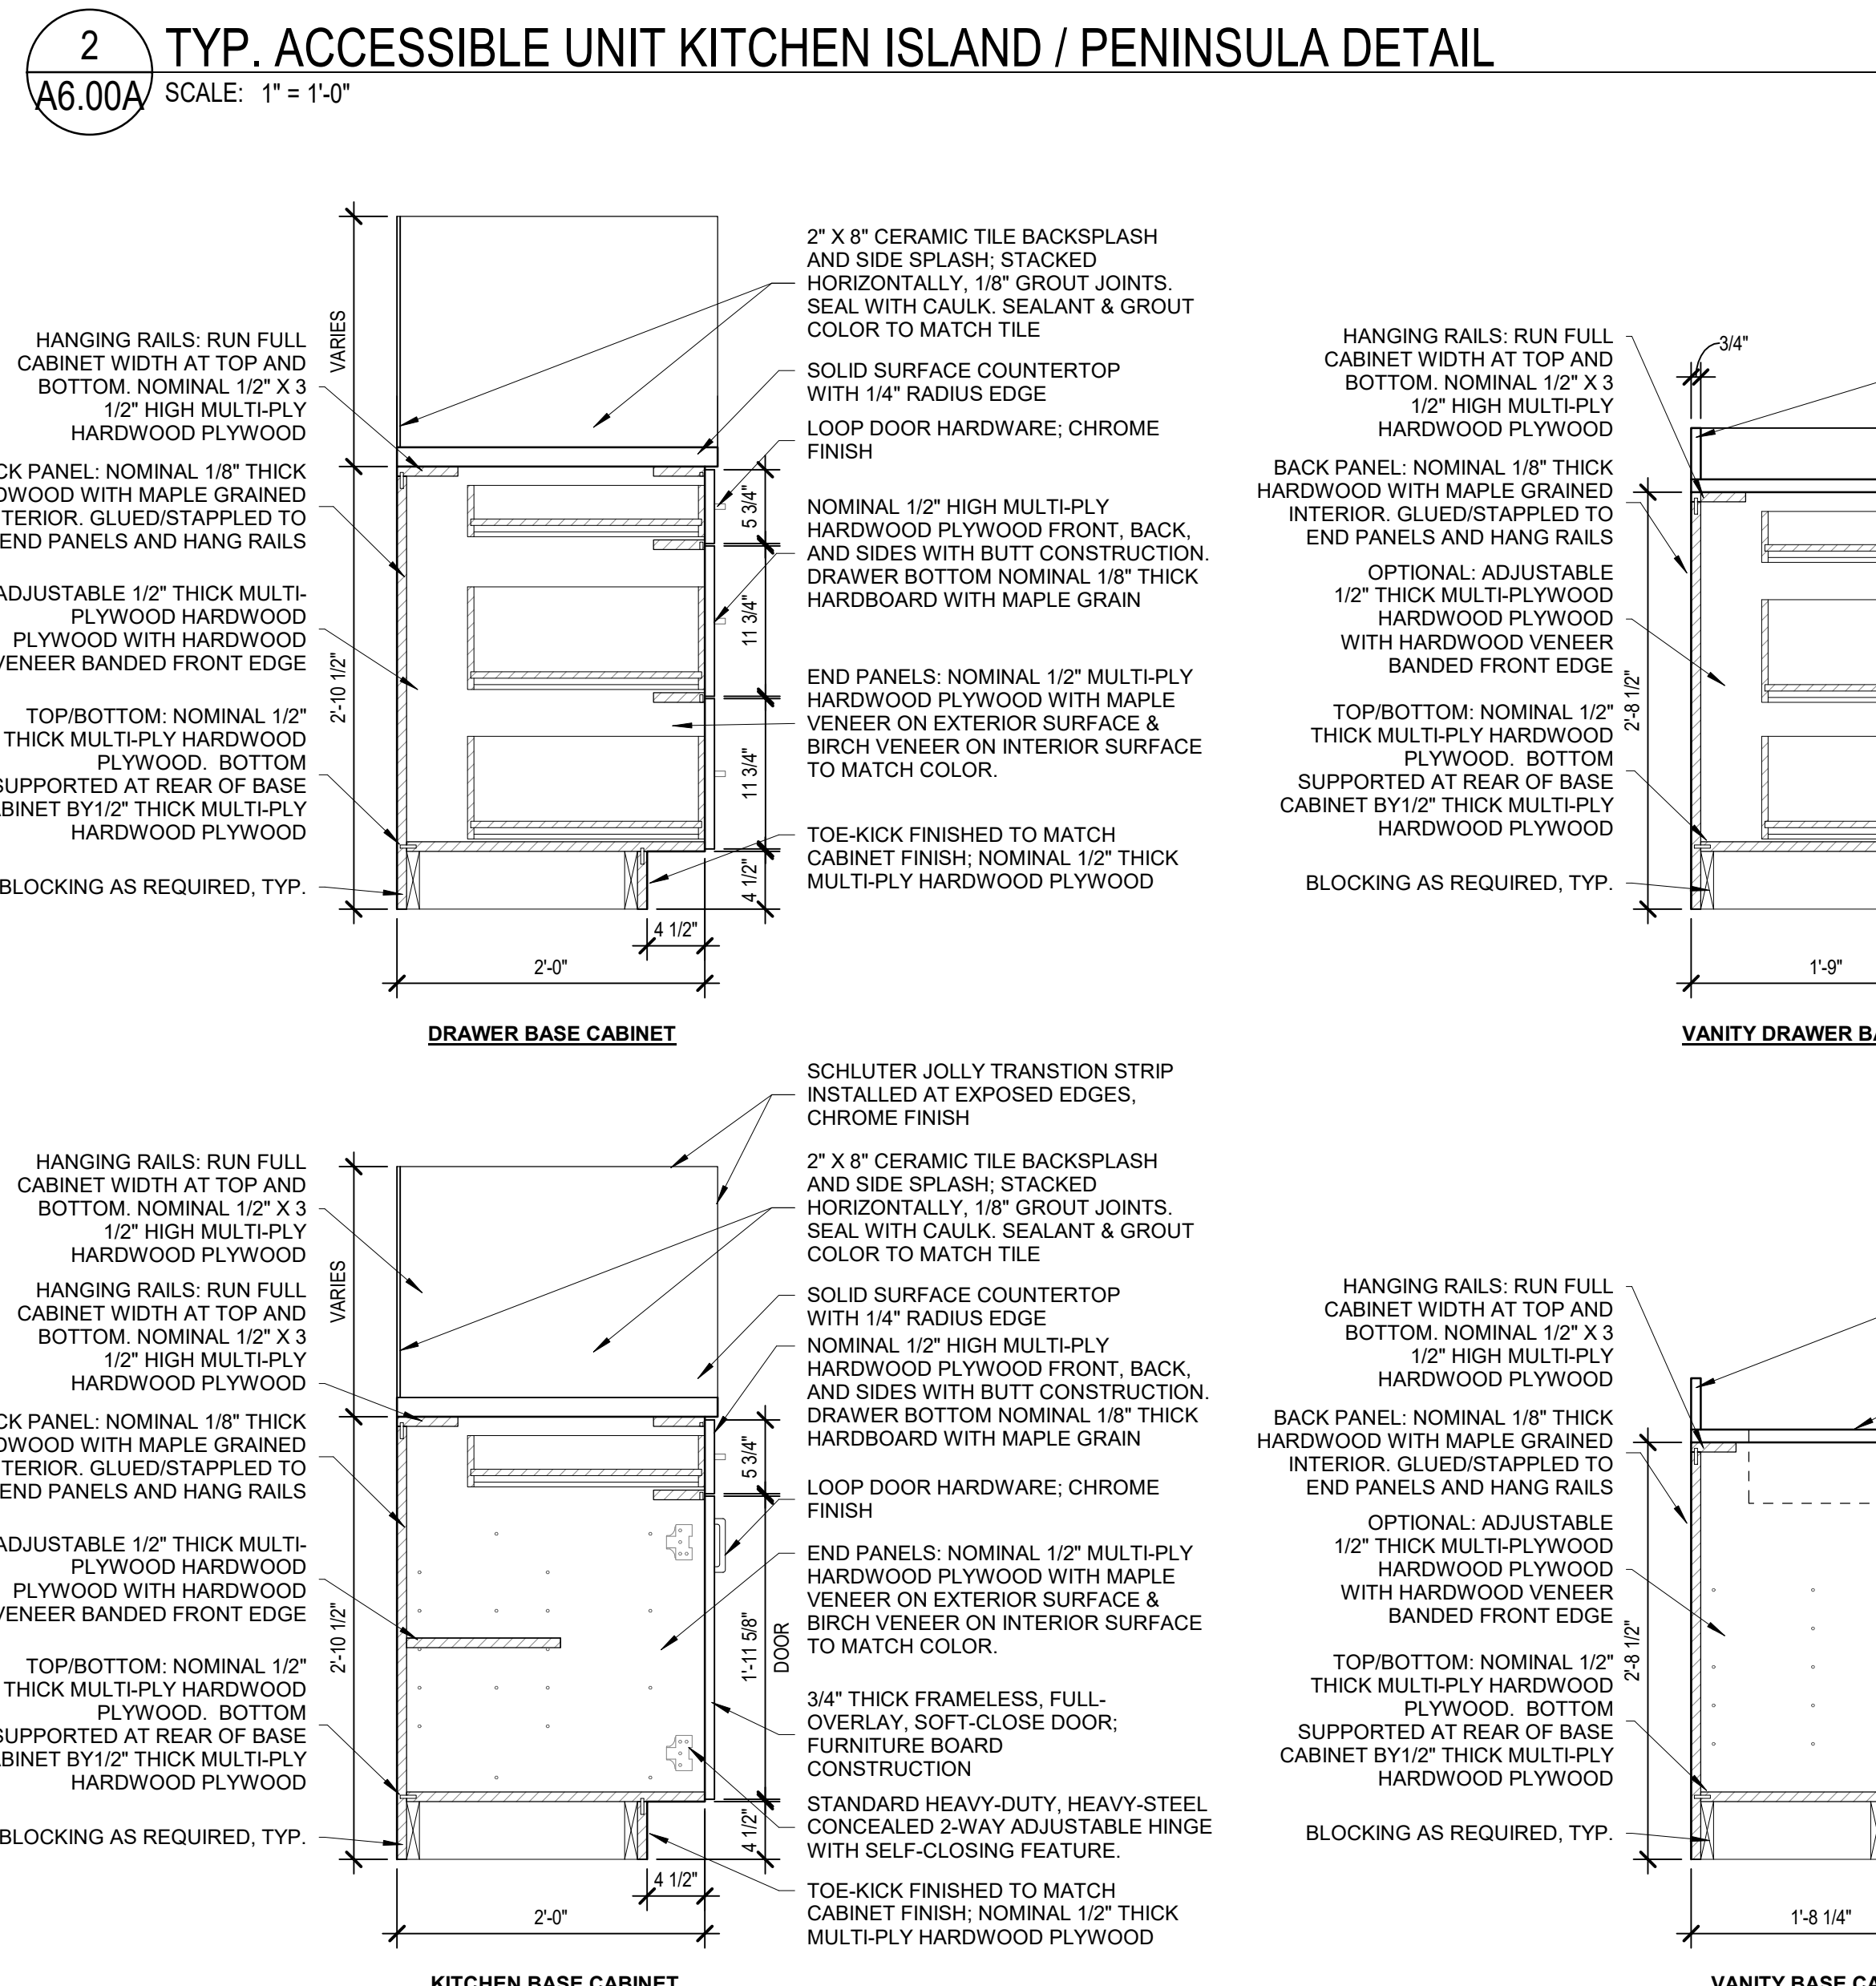 2
A6.00A
TYP. ACCESSIBLE UNIT KITCHEN ISLAND / PENINSULA DETAIL
SCALE: 1" = 1'-0"
HANGING RAILS: RUN FULL
CABINET WIDTH AT TOP AND
BOTTOM. NOMINAL 1/2" X 3
1/2" HIGH MULTI-PLY
HARDWOOD PLYWOOD
PANEL: NOMINAL 1/8" THICK
WITH MAPLE GRAINED
GLUED/STAPPLED TO
END PANELS AND HANG RAILS
ADJUSTABLE 1/2" THICK MULTI-
PLYWOOD HARDWOOD
PLYWOOD WITH HARDWOOD
VENEER BANDED FRONT EDGE
TOP/BOTTOM: NOMINAL 1/2"
THICK MULTI-PLY HARDWOOD
PLYWOOD. BOTTOM
SUPPORTED AT REAR OF BASE
BY1/2" THICK MULTI-PLY
HARDWOOD PLYWOOD
BLOCKING AS REQUIRED, TYP.
VARIES
2'-10 1/2"
5 3/4"
11 3/4"
11 3/4"
4 1/2"
4 1/2"
2'-0"
2" X 8" CERAMIC TILE BACKSPLASH
AND SIDE SPLASH; STACKED
HORIZONTALLY, 1/8" GROUT JOINTS.
SEAL WITH CAULK. SEALANT & GROUT
COLOR TO MATCH TILE
SOLID SURFACE COUNTERTOP
WITH 1/4" RADIUS EDGE
LOOP DOOR HARDWARE; CHROME
FINISH
NOMINAL 1/2" HIGH MULTI-PLY
HARDWOOD PLYWOOD FRONT, BACK,
AND SIDES WITH BUTT CONSTRUCTION.
DRAWER BOTTOM NOMINAL 1/8" THICK
HARDBOARD WITH MAPLE GRAIN
END PANELS: NOMINAL 1/2" MULTI-PLY
HARDWOOD PLYWOOD WITH MAPLE
VENEER ON EXTERIOR SURFACE &
BIRCH VENEER ON INTERIOR SURFACE
TO MATCH COLOR.
TOE-KICK FINISHED TO MATCH
CABINET FINISH; NOMINAL 1/2" THICK
MULTI-PLY HARDWOOD PLYWOOD
DRAWER BASE CABINET
HANGING RAILS: RUN FULL
CABINET WIDTH AT TOP AND
BOTTOM. NOMINAL 1/2" X 3
1/2" HIGH MULTI-PLY
HARDWOOD PLYWOOD
BACK PANEL: NOMINAL 1/8" THICK
HARDWOOD WITH MAPLE GRAINED
INTERIOR. GLUED/STAPPLED TO
END PANELS AND HANG RAILS
OPTIONAL: ADJUSTABLE
1/2" THICK MULTI-PLYWOOD
HARDWOOD PLYWOOD
WITH HARDWOOD VENEER
BANDED FRONT EDGE
TOP/BOTTOM: NOMINAL 1/2"
THICK MULTI-PLY HARDWOOD
PLYWOOD. BOTTOM
SUPPORTED AT REAR OF BASE
CABINET BY1/2" THICK MULTI-PLY
HARDWOOD PLYWOOD
BLOCKING AS REQUIRED, TYP.
3/4"
2'-8 1/2"
1'-9"
VANITY DRAWER
HANGING RAILS: RUN FULL
CABINET WIDTH AT TOP AND
BOTTOM. NOMINAL 1/2" X 3
1/2" HIGH MULTI-PLY
HARDWOOD PLYWOOD
HANGING RAILS: RUN FULL
CABINET WIDTH AT TOP AND
BOTTOM. NOMINAL 1/2" X 3
1/2" HIGH MULTI-PLY
HARDWOOD PLYWOOD
PANEL: NOMINAL 1/8" THICK
WITH MAPLE GRAINED
GLUED/STAPPLED TO
END PANELS AND HANG RAILS
ADJUSTABLE 1/2" THICK MULTI-
PLYWOOD HARDWOOD
PLYWOOD WITH HARDWOOD
VENEER BANDED FRONT EDGE
TOP/BOTTOM: NOMINAL 1/2"
THICK MULTI-PLY HARDWOOD
PLYWOOD. BOTTOM
SUPPORTED AT REAR OF BASE
BY1/2" THICK MULTI-PLY
HARDWOOD PLYWOOD
BLOCKING AS REQUIRED, TYP.
VARIES
2'-10 1/2"
5 3/4"
1'-11 5/8"
DOOR
4 1/2"
4 1/2"
2'-0"
SCHLUTER JOLLY TRANSTION STRIP
INSTALLED AT EXPOSED EDGES,
CHROME FINISH
2" X 8" CERAMIC TILE BACKSPLASH
AND SIDE SPLASH; STACKED
HORIZONTALLY, 1/8" GROUT JOINTS.
SEAL WITH CAULK. SEALANT & GROUT
COLOR TO MATCH TILE
SOLID SURFACE COUNTERTOP
WITH 1/4" RADIUS EDGE
NOMINAL 1/2" HIGH MULTI-PLY
HARDWOOD PLYWOOD FRONT, BACK,
AND SIDES WITH BUTT CONSTRUCTION.
DRAWER BOTTOM NOMINAL 1/8" THICK
HARDBOARD WITH MAPLE GRAIN
LOOP DOOR HARDWARE; CHROME
FINISH
END PANELS: NOMINAL 1/2" MULTI-PLY
HARDWOOD PLYWOOD WITH MAPLE
VENEER ON EXTERIOR SURFACE &
BIRCH VENEER ON INTERIOR SURFACE
TO MATCH COLOR.
3/4" THICK FRAMELESS, FULL-
OVERLAY, SOFT-CLOSE DOOR;
FURNITURE BOARD
CONSTRUCTION
STANDARD HEAVY-DUTY, HEAVY-STEEL
CONCEALED 2-WAY ADJUSTABLE HINGE
WITH SELF-CLOSING FEATURE.
TOE-KICK FINISHED TO MATCH
CABINET FINISH; NOMINAL 1/2" THICK
MULTI-PLY HARDWOOD PLYWOOD
KITCHEN BASE CABINET
HANGING RAILS: RUN FULL
CABINET WIDTH AT TOP AND
BOTTOM. NOMINAL 1/2" X 3
1/2" HIGH MULTI-PLY
HARDWOOD PLYWOOD
BACK PANEL: NOMINAL 1/8" THICK
HARDWOOD WITH MAPLE GRAINED
INTERIOR. GLUED/STAPPLED TO
END PANELS AND HANG RAILS
OPTIONAL: ADJUSTABLE
1/2" THICK MULTI-PLYWOOD
HARDWOOD PLYWOOD
WITH HARDWOOD VENEER
BANDED FRONT EDGE
TOP/BOTTOM: NOMINAL 1/2"
THICK MULTI-PLY HARDWOOD
PLYWOOD. BOTTOM
SUPPORTED AT REAR OF BASE
CABINET BY1/2" THICK MULTI-PLY
HARDWOOD PLYWOOD
BLOCKING AS REQUIRED, TYP.
2'-8 1/2"
1'-8 1/4"
VANITY BASE